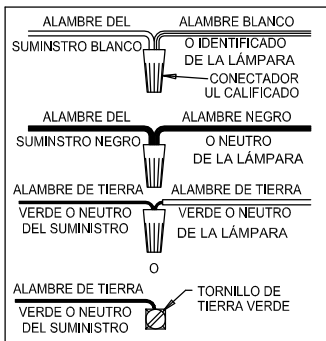 ALAMBRE DEL
SUMINSTRO BLANCO
ALAMBRE BLANCO
O IDENTIFICADO
DE LA LÁMPARA
CONECTADOR
UL CALIFICADO
ALAMBRE DEL
SUMINSTRO NEGRO
ALAMBRE NEGRO
O NEUTRO
DE LA LÁMPARA
ALAMBRE DE TIERRA
VERDE O NEUTRO
DEL SUMINISTRO
ALAMBRE DE TIERRA
VERDE O NEUTRO
DE LA LÁMPARA
O
ALAMBRE DE TIERRA
VERDE O NEUTRO
DEL SUMINISTRO
TORNILLO DE
TIERRA VERDE